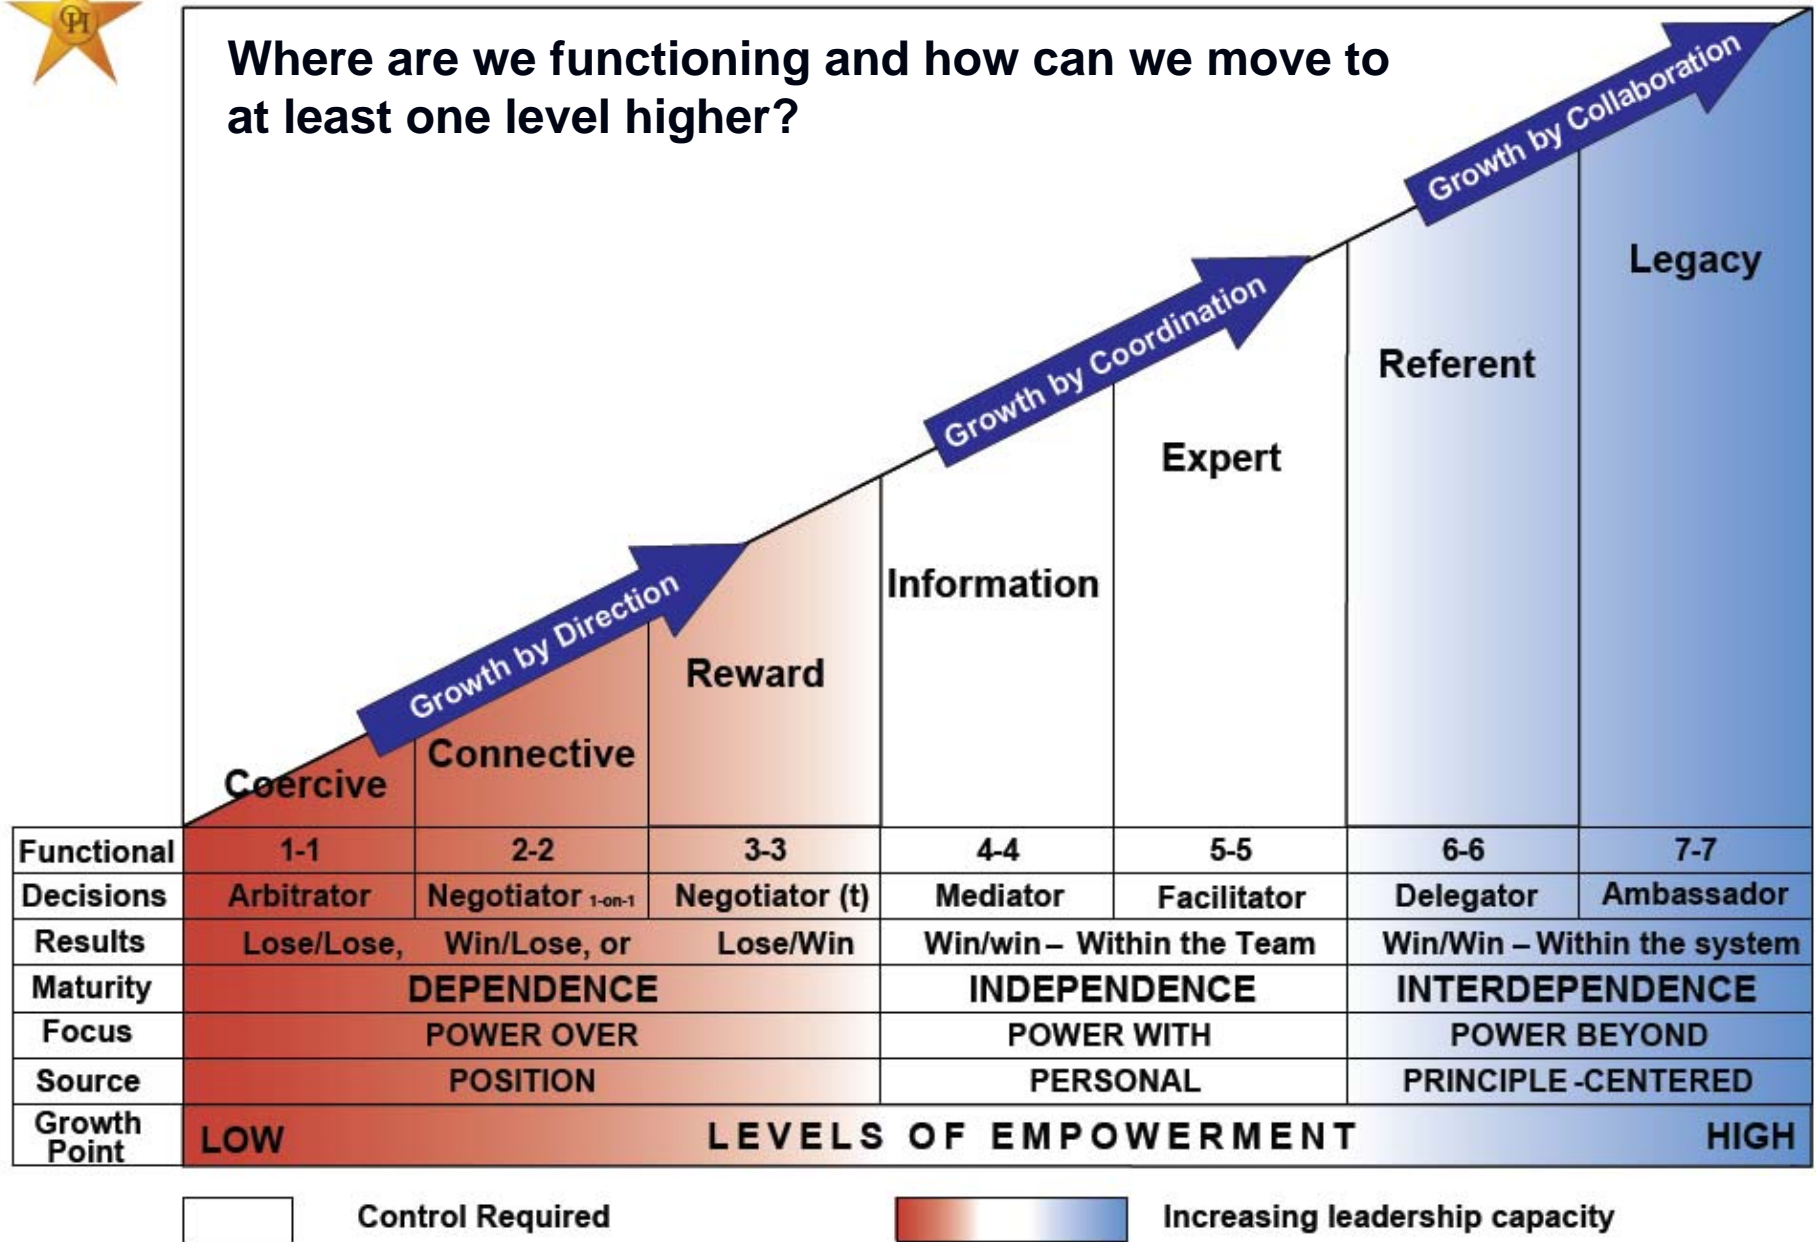 OH
Where are we functioning and how can we move to
at least one level higher?
Growth by Collaboration
Legacy
Growth by Coordination
Referent
Expert
Growth by Direction
Information
Reward
Connective
Coercive
Functional 1-1 2-2 3-3 4-4 5-5 6-6 7-7
Decisions Arbitrator Negotiator 1-on-1 Negotiator (t) Mediator Facilitator Delegator Ambassador
Results Lose/Lose, Win/Lose, or Lose/Win Win/win – Within the Team Win/Win – Within the system
Maturity DEPENDENCE INDEPENDENCE INTERDEPENDENCE
Focus POWER OVER POWER WITH POWER BEYOND
Source POSITION PERSONAL PRINCIPLE -CENTERED
Growth
Point
LOW LEVELS OF EMPOWERMENT HIGH
Control Required Increasing leadership capacity